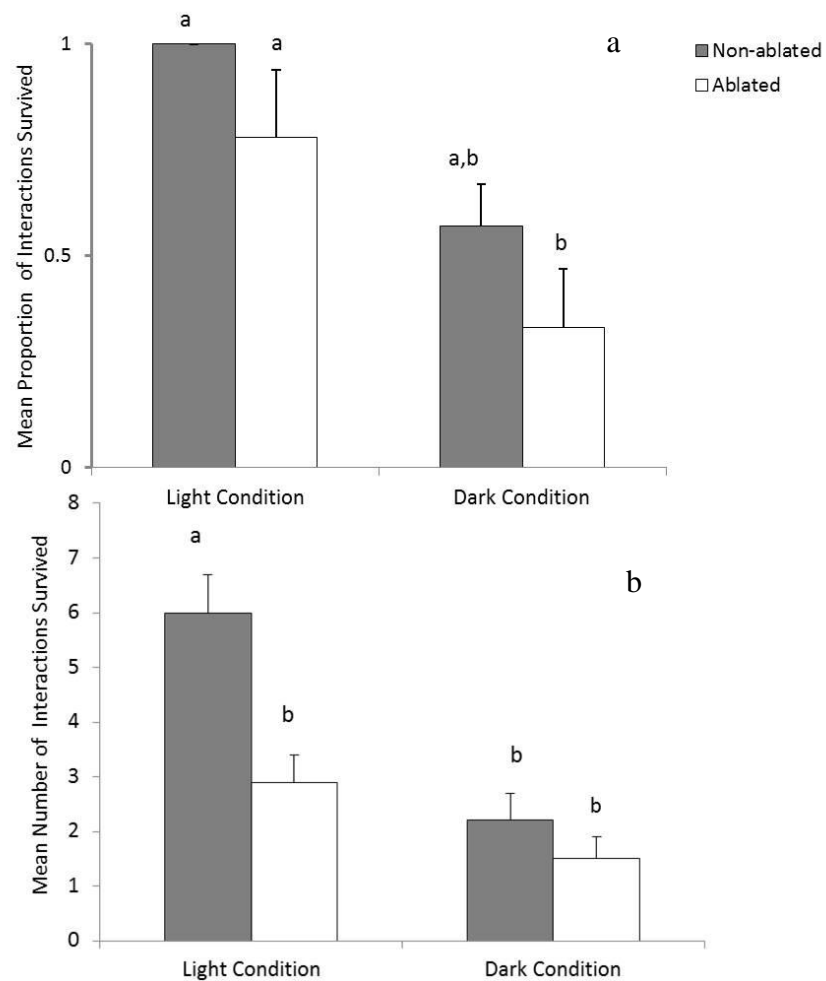 a
a
a
Non-ablated
Ablated
Mean Proportion of Interactions Survived
1
0.5
0
a,b
b
Light Condition
Dark Condition
b
Mean Number of Interactions Survived
8
7
6
5
4
3
2
1
0
a
b
b
b
Light Condition
Dark Condition